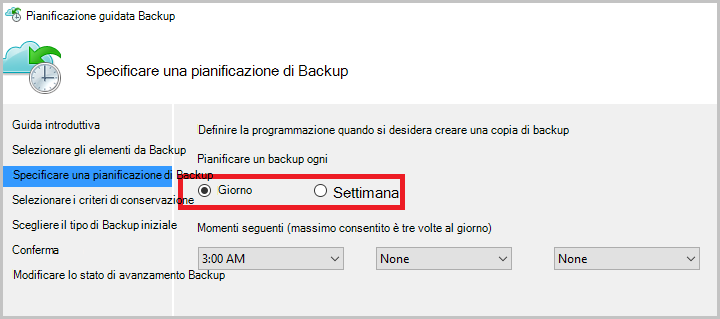 Pianificazione guidata Backup
Specificare una pianificazione di Backup
Guida introduttiva
Selezionare gli elementi da Backup
Specificare una pianificazione di Backup
Selezionare i criteri di conservazione
Scegliere il tipo di Backup iniziale
Conferma
Modificare lo stato di avanzamento Backup
Definire la programmazione quando si desidera creare una copia di backup
Pianificare un backup ogni
Giorno Settimana
Momenti seguenti (massimo consentito è tre volte al giorno)
3:00 AM None None